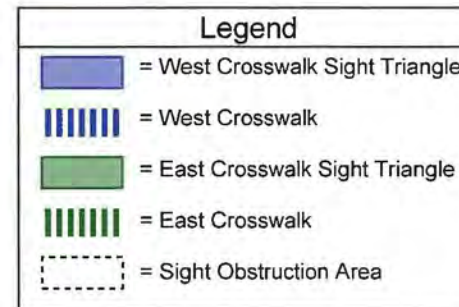 Legend
= West Crosswalk Sight Triangle
= West Crosswalk
= East Crosswalk Sight Triangle
= East Crosswalk
= Sight Obstruction Area